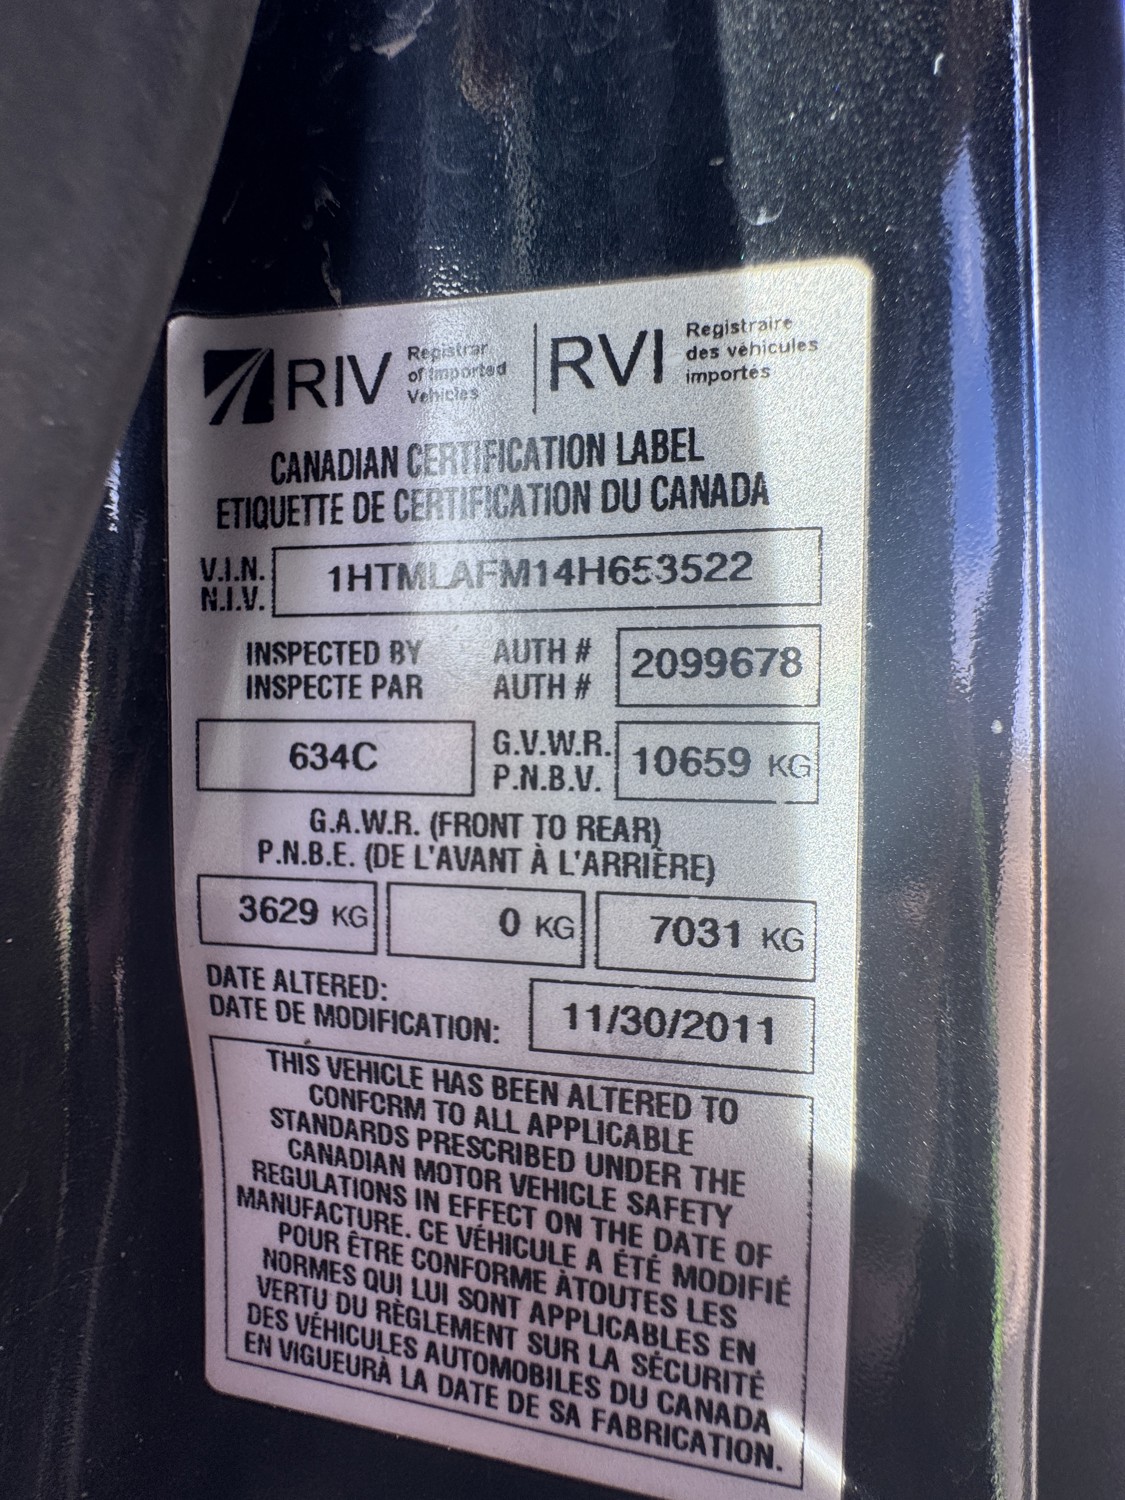 RIV Registrar of Imported Vehicles | RVI Registraire des véhicules importés
CANADIAN CERTIFICATION LABEL
ETIQUETTE DE CERTIFICATION DU CANADA
V.I.N. N.I.V. 1HTMLAFM14H653522
INSPECTED BY AUTH # 2099678
INSPECTE PAR AUTH #
634C G.V.W.R. 10659 KG
P.N.B.V.
G.A.W.R. (FRONT TO REAR)
P.N.B.E. (DE L'AVANT À L'ARRIÈRE)
3629 KG 0 KG 7031 KG
DATE ALTERED:
DATE DE MODIFICATION: 11/30/2011
THIS VEHICLE HAS BEEN ALTERED TO
CONFORM TO ALL APPLICABLE
STANDARDS PRESCRIBED UNDER THE
CANADIAN MOTOR VEHICLE SAFETY
REGULATIONS IN EFFECT ON THE DATE OF
MANUFACTURE. CE VÉHICULE A ÉTÉ MODIFIÉ
POUR ÊTRE CONFORME ÀTOUTES LES
NORMES QUI LUI SONT APPLICABLES EN
VERTU DU RÈGLEMENT SUR LA SÉCURITÉ
DES VÉHICULES AUTOMOBILES DU CANADA
EN VIGUEURÀ LA DATE DE SA FABRICATION.